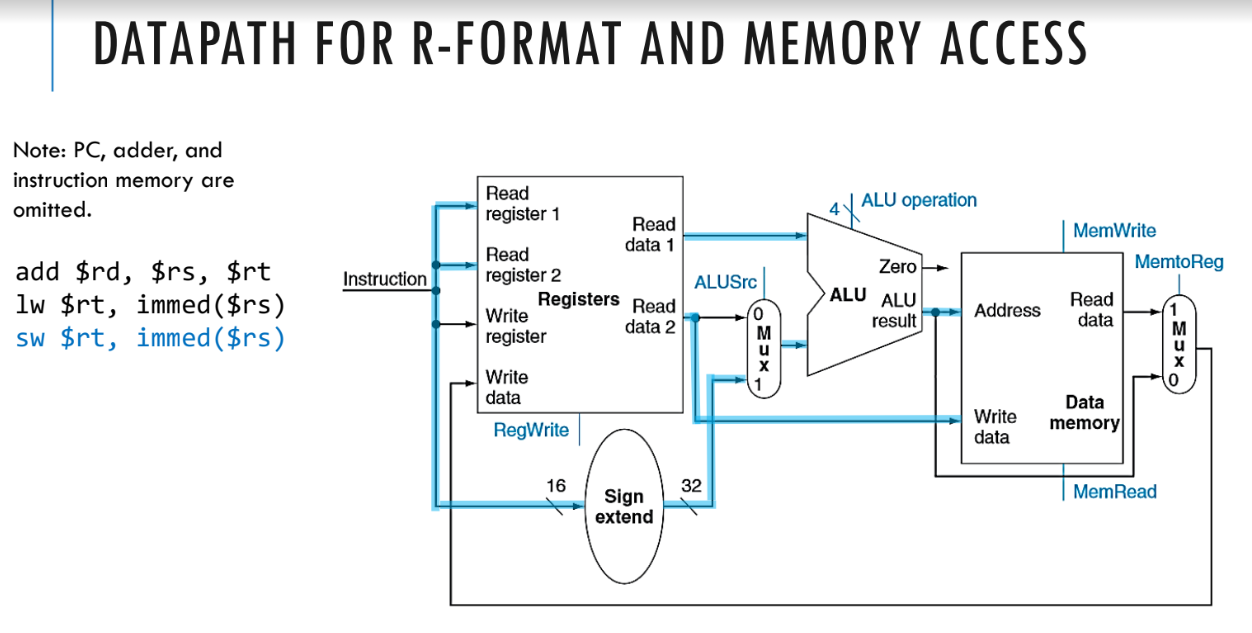 DATAPATH FOR R-FORMAT AND MEMORY ACCESS
Note: PC, adder, and
instruction memory are
omitted.
add $rd, $rs, $rt
lw $rt, immed($rs)
sw $rt, immed($rs)
Instruction
Read
register 1
Read
register 2
Registers
Write
register
Write
data
Read
data 1
Read
data 2
RegWrite
16
Sign
extend
32
ALUSrc
0
M
u
x
1
4
ALU operation
Zero
ALU
ALU
result
MemWrite
Address
Read
data
Write
data
Data
memory
MemRead
MemtoReg
1
M
u
x
0